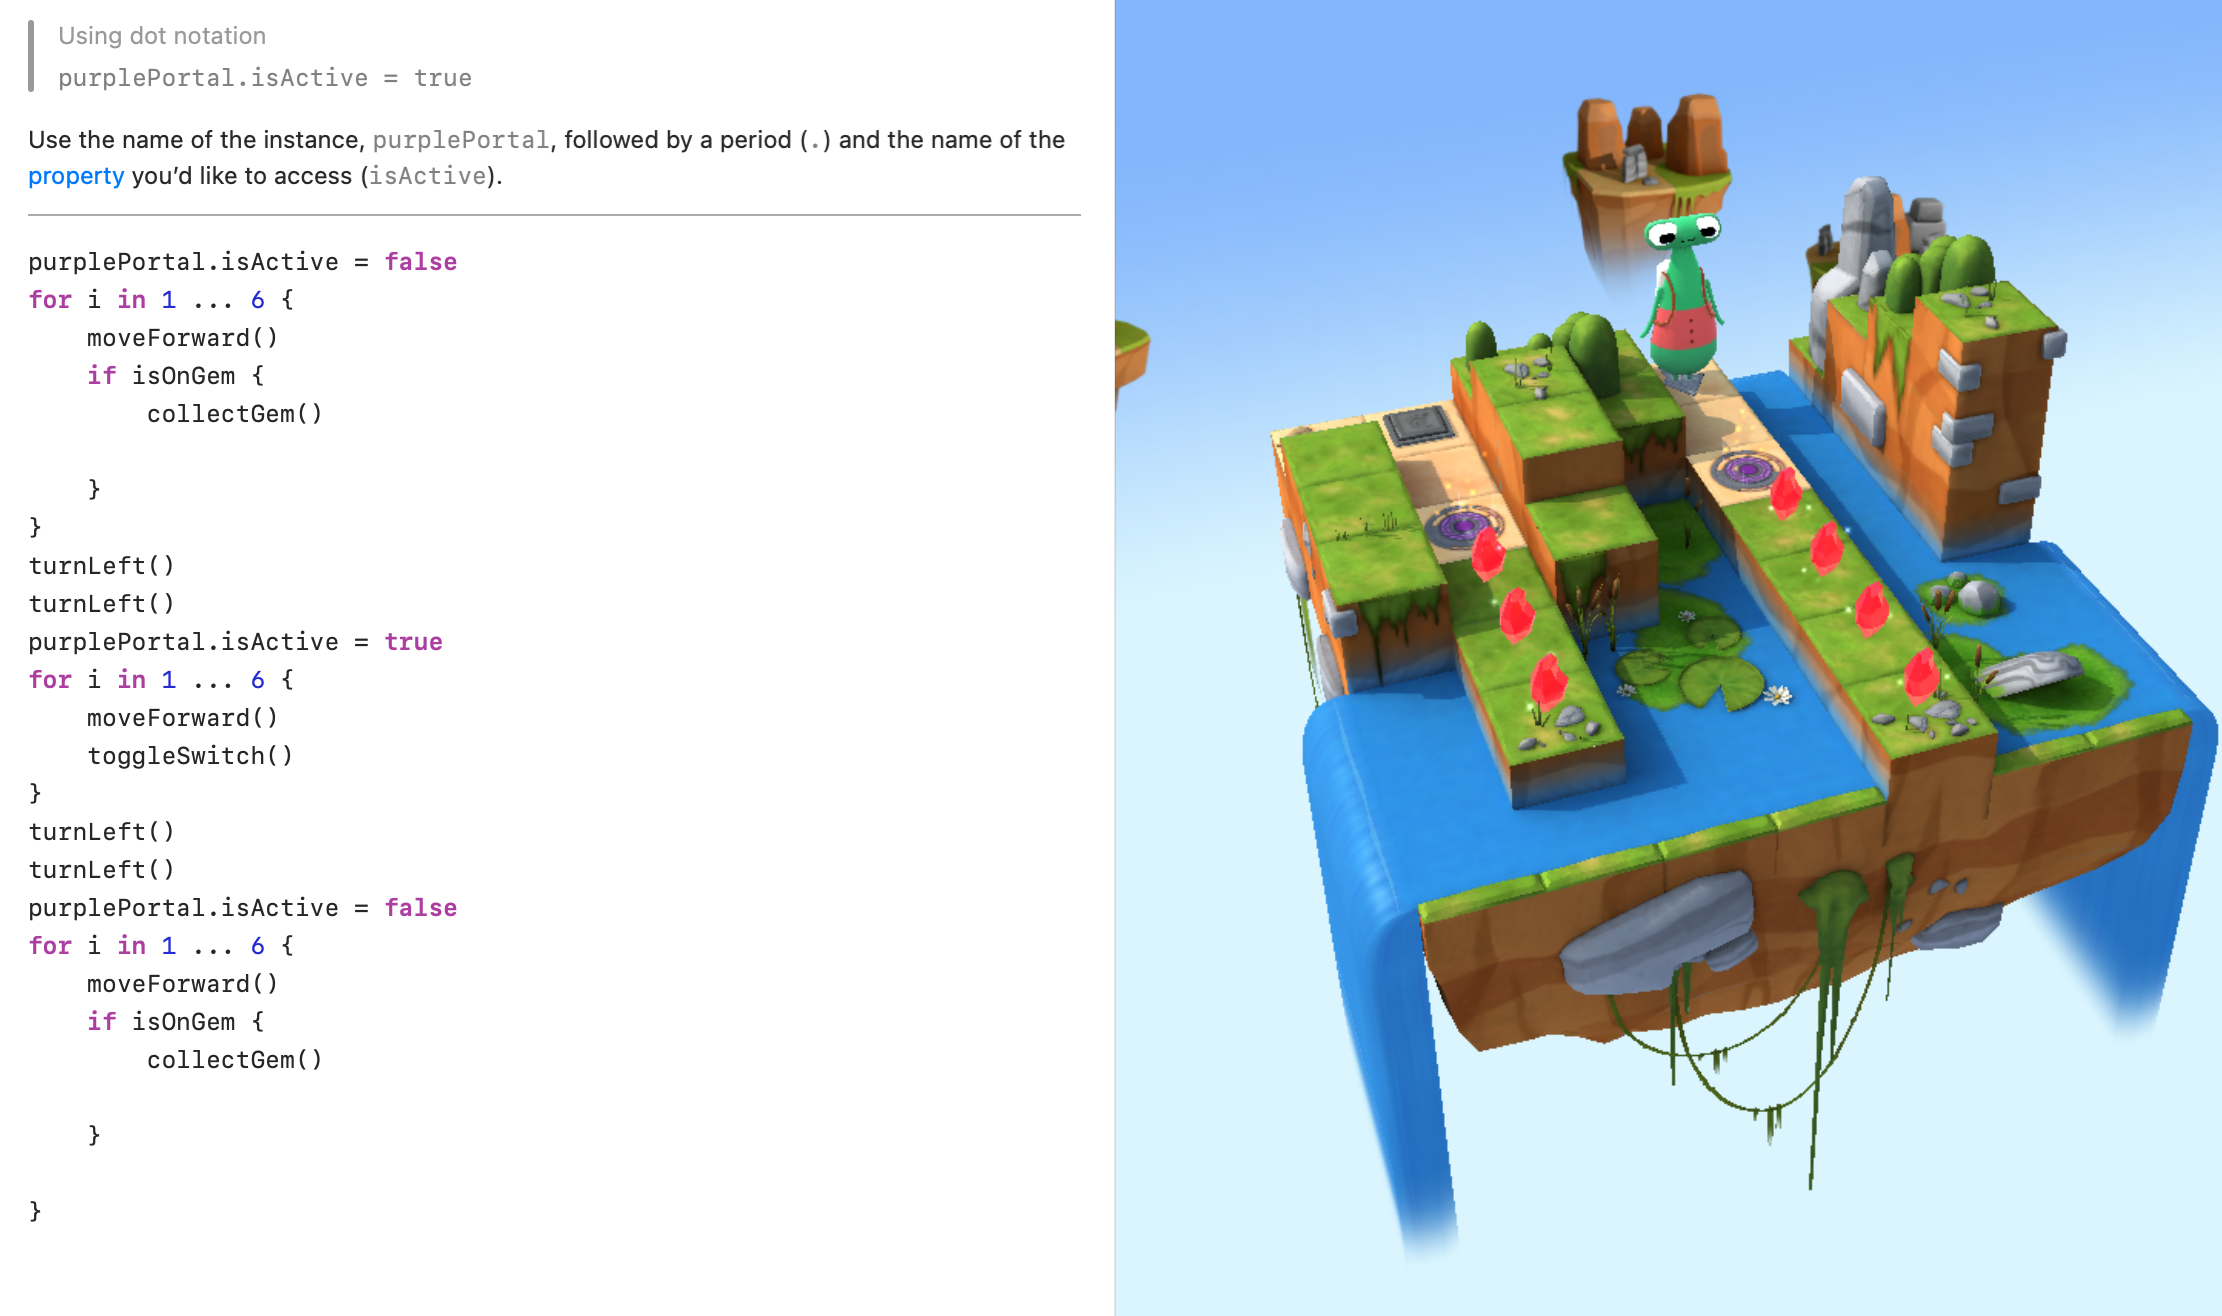 Using dot notation
purplePortal.isActive = true
Use the name of the instance, purplePortal, followed by a period (.) and the name of the
property you’d like to access (isActive).
purplePortal.isActive = false
for i in 1 ... 6 {
    moveForward()
    if isOnGem {
        collectGem()
    }
}
turnLeft()
turnLeft()
purplePortal.isActive = true
for i in 1 ... 6 {
    moveForward()
    toggleSwitch()
}
turnLeft()
turnLeft()
purplePortal.isActive = false
for i in 1 ... 6 {
    moveForward()
    if isOnGem {
        collectGem()
    }
}